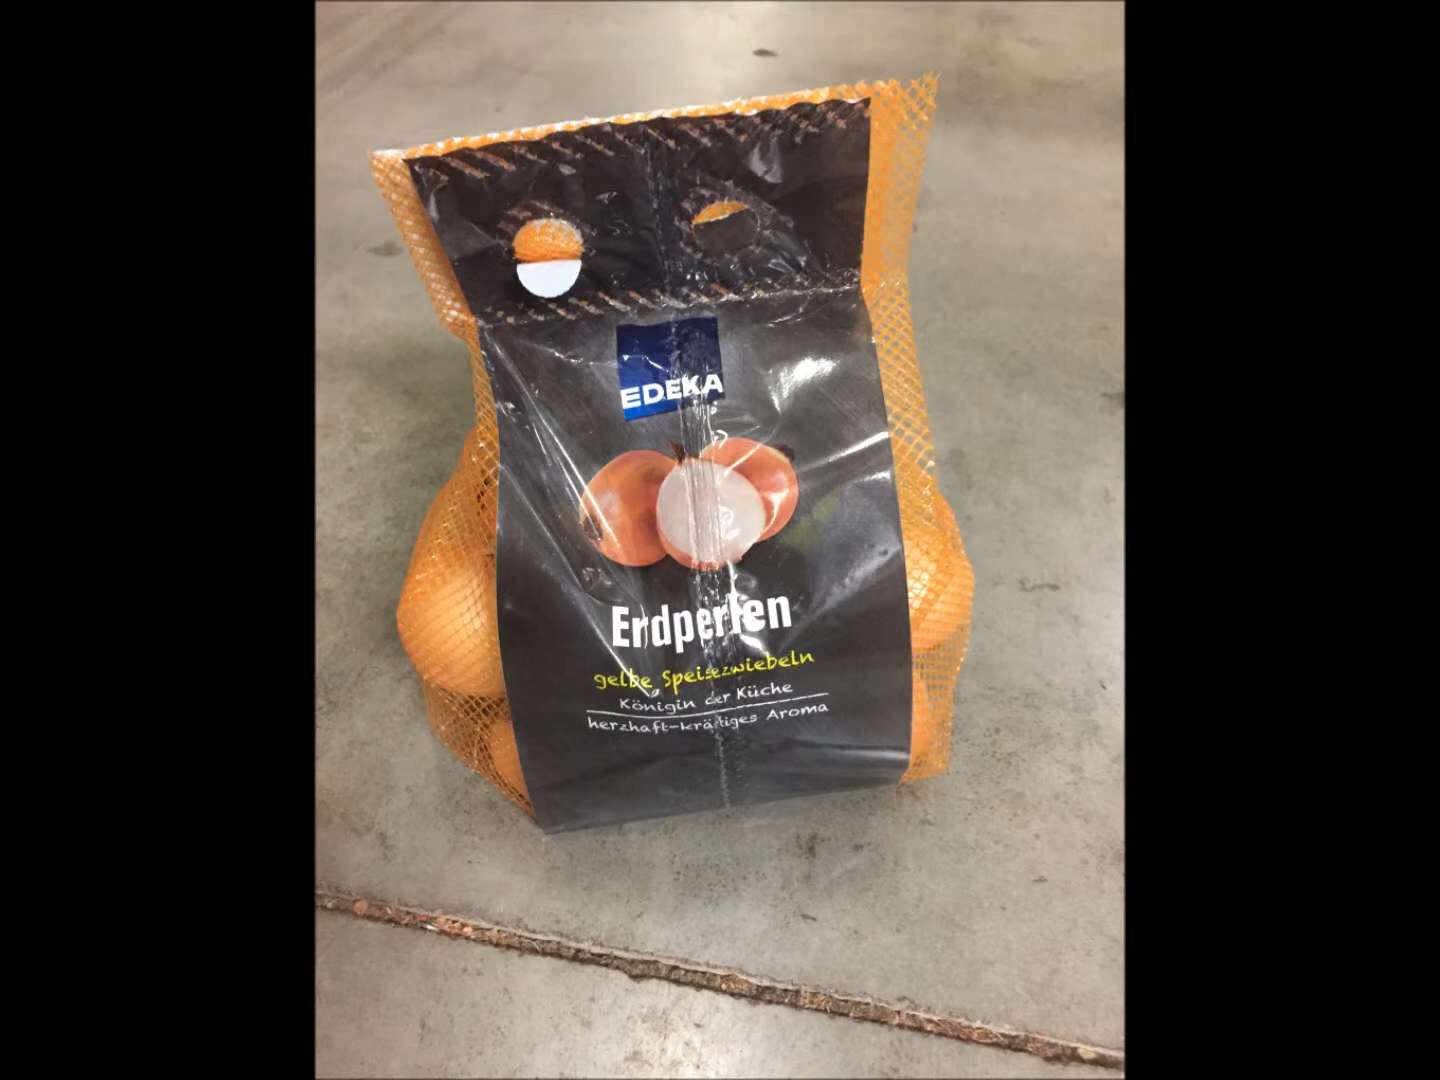 EDEKA
Erdperlen
gelbe Speisezwiebeln
Königin der Küche
herzhaft-kräftiges Aroma